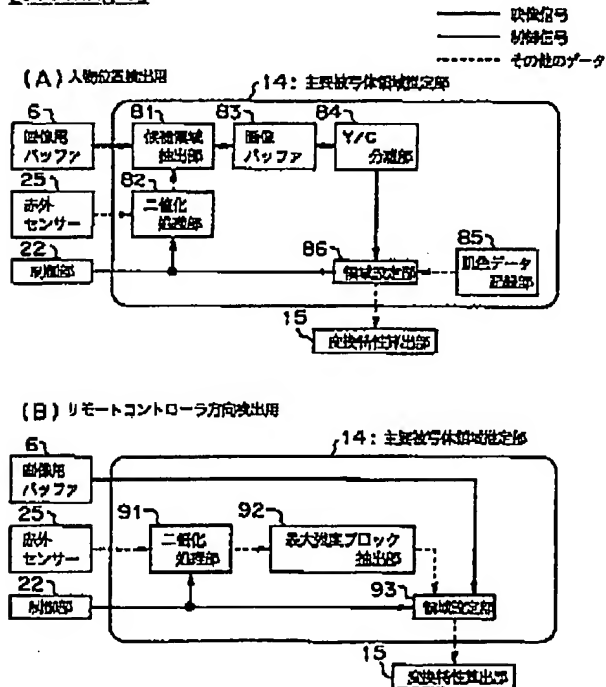 映像信号
制御信号
その他のデータ
(A) 人物位置検出用
14: 主要被写体領域推定部
6
画像用
バッファ
81
候補領域
抽出部
83
画像
バッファ
84
Y/C
分離部
25
赤外
センサー
82
二値化
処理部
22
制御部
86
領域設定部
85
肌色データ
記録部
15
変換特性算出部
(B) リモートコントローラ方向検出用
14: 主要被写体領域推定部
6
画像用
バッファ
25
赤外
センサー
91
二値化
処理部
92
最大強度ブロック
抽出部
22
制御部
93
領域設定部
15
変換特性算出部